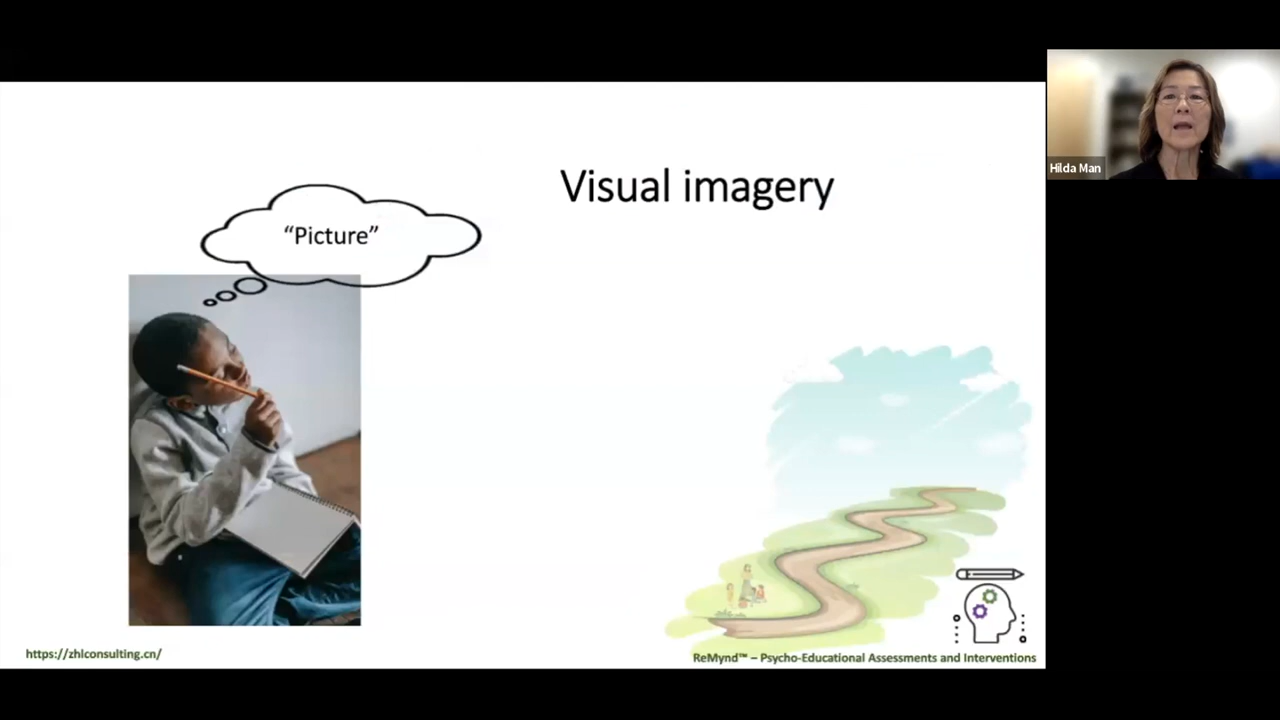 Visual imagery
“Picture”
Hilda Man
https://zhlconsulting.cn/
ReMynd™ – Psycho-Educational Assessments and Interventions